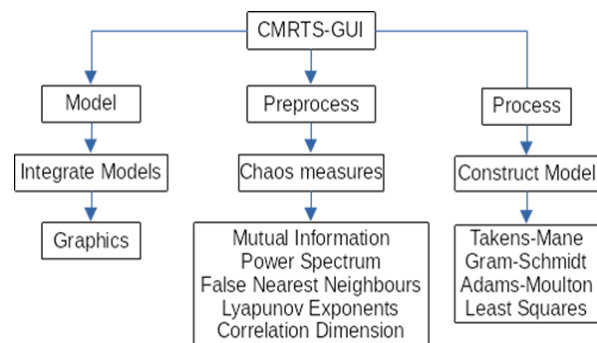 CMRTS-GUI
Model
Preprocess
Process
Integrate Models
Chaos measures
Construct Model
Graphics
Mutual Information
Power Spectrum
False Nearest Neighbours
Lyapunov Exponents
Correlation Dimension
Takens-Mane
Gram-Schmidt
Adams-Moulton
Least Squares